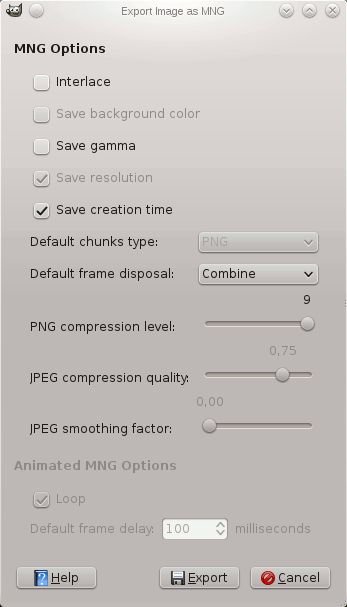 Export Image as MNG
MNG Options
Interlace
Save background color
Save gamma
Save resolution
Save creation time
Default chunks type: PNG
Default frame disposal: Combine
9
PNG compression level:
0,75
JPEG compression quality:
0,00
JPEG smoothing factor:
Animated MNG Options
Loop
Default frame delay: 100 milliseconds
Help Export Cancel